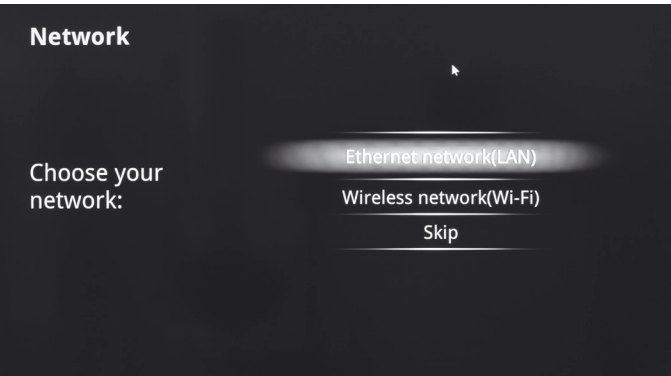 Network
Choose your
network:
Ethernet network(LAN)
Wireless network(Wi-Fi)
Skip